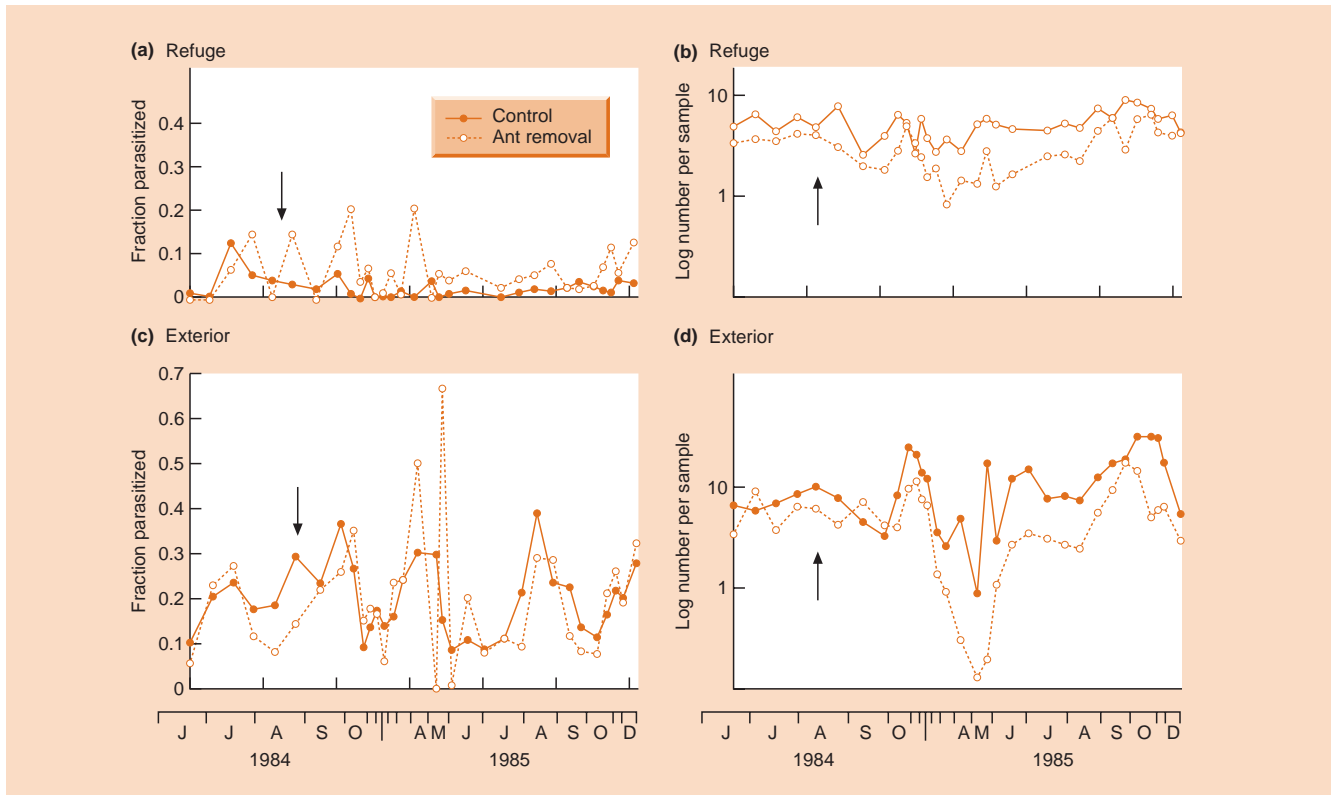 (a) Refuge
Fraction parasitized
0.4
0.3
0.2
0.1
0
Control
Ant removal
(b) Refuge
Log number per sample
10
1
(c) Exterior
Fraction parasitized
0.7
0.6
0.5
0.4
0.3
0.2
0.1
0
J J A S O A M J J A S O D
1984 1985
(d) Exterior
Log number per sample
10
1
J J A S O A M J J A S O D
1984 1985